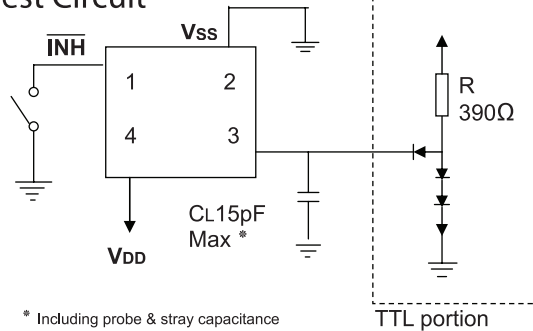 est Circuit
Vss
INH
1 2
4 3
R
390Ω
CL15pF
Max *
VDD
* Including probe & stray capacitance
TTL portion